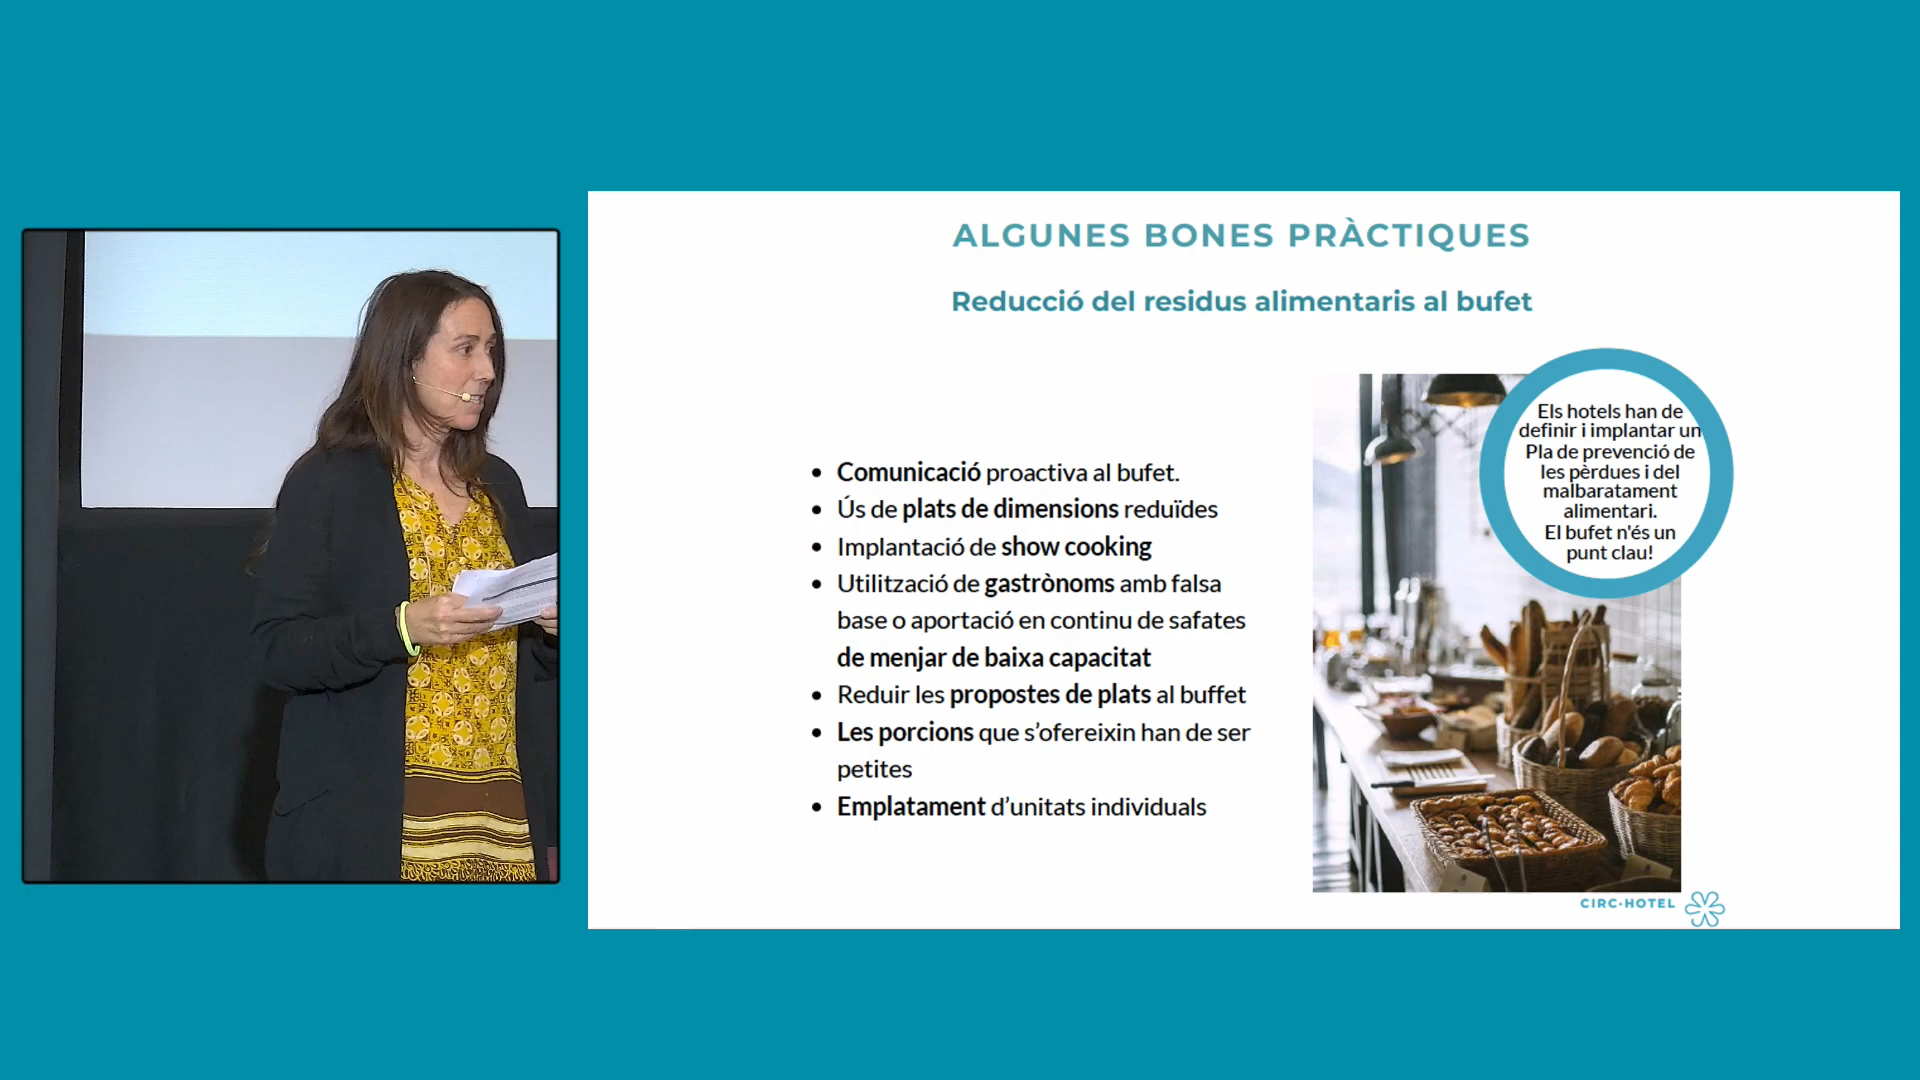 ALGUNES BONES PRÀCTIQUES
Reducció del residus alimentaris al bufet
Els hotels han de
definir i implantar un
Pla de prevenció de
les pèrdues i del
malbaratament
alimentari.
El bufet n'és un
punt clau!
• Comunicació proactiva al bufet.
• Ús de plats de dimensions reduïdes
• Implantació de show cooking
• Utilització de gastrònoms amb falsa
base o aportació en continu de safates
de menjar de baixa capacitat
• Reduir les propostes de plats al buffet
• Les porcions que s’ofereixin han de ser
petites
• Emplatament d’unitats individuals
CIRC·HOTEL